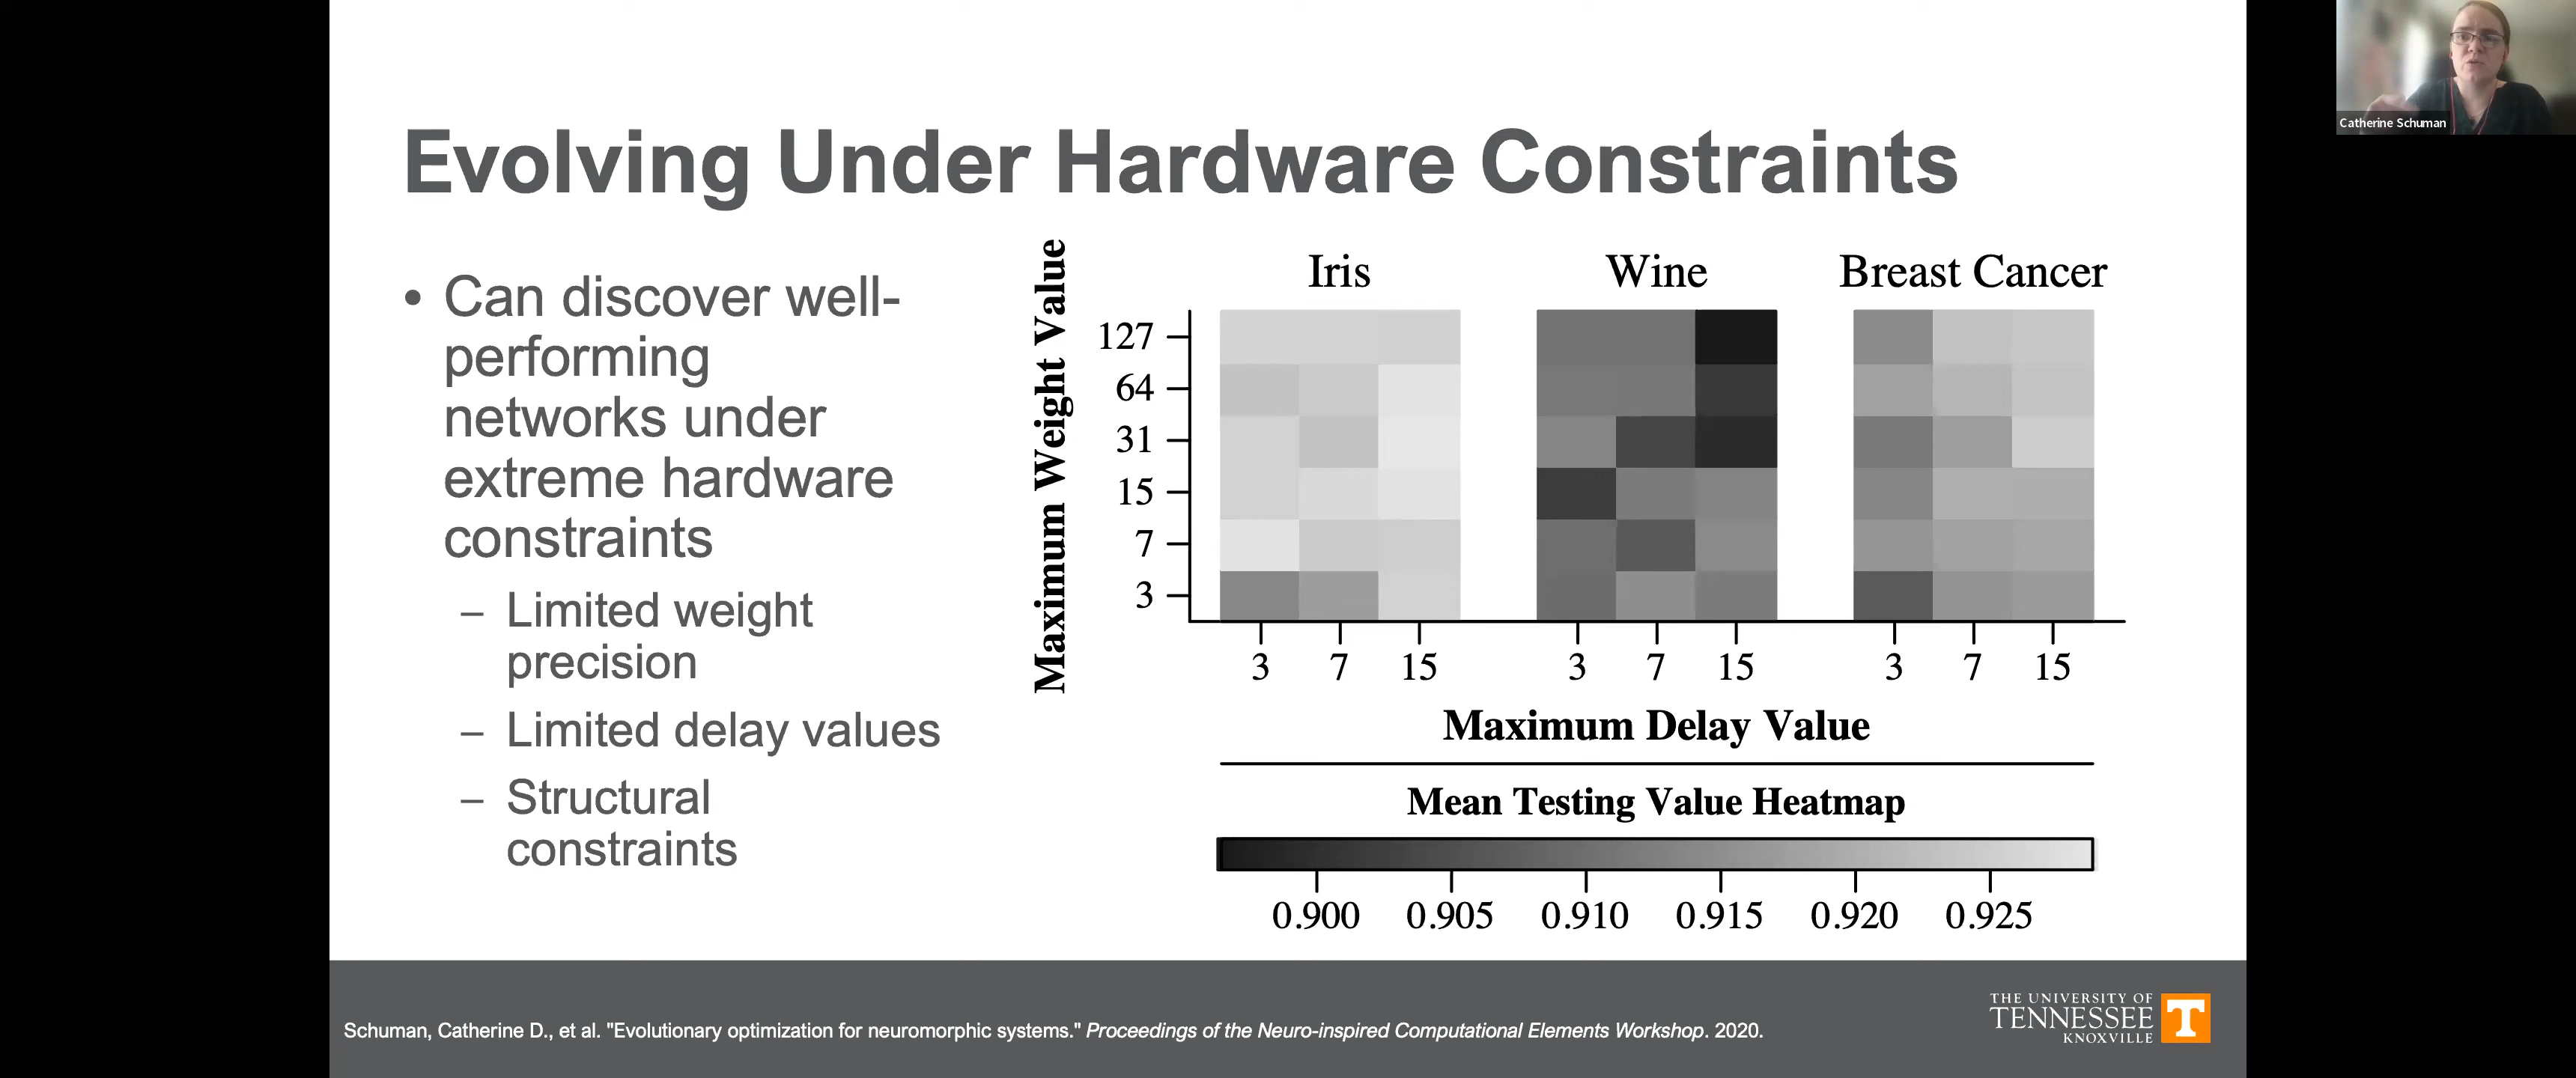 Catherine Schuman
Evolving Under Hardware Constraints
• Can discover well-
performing
networks under
extreme hardware
constraints
– Limited weight
precision
– Limited delay values
– Structural
constraints
Maximum Weight Value
Iris Wine Breast Cancer
127
64
31
15
7
3
3 7 15 3 7 15 3 7 15
Maximum Delay Value
Mean Testing Value Heatmap
0.900 0.905 0.910 0.915 0.920 0.925
Schuman, Catherine D., et al. "Evolutionary optimization for neuromorphic systems." Proceedings of the Neuro-inspired Computational Elements Workshop. 2020.
THE UNIVERSITY OF
TENNESSEE
KNOXVILLE
T